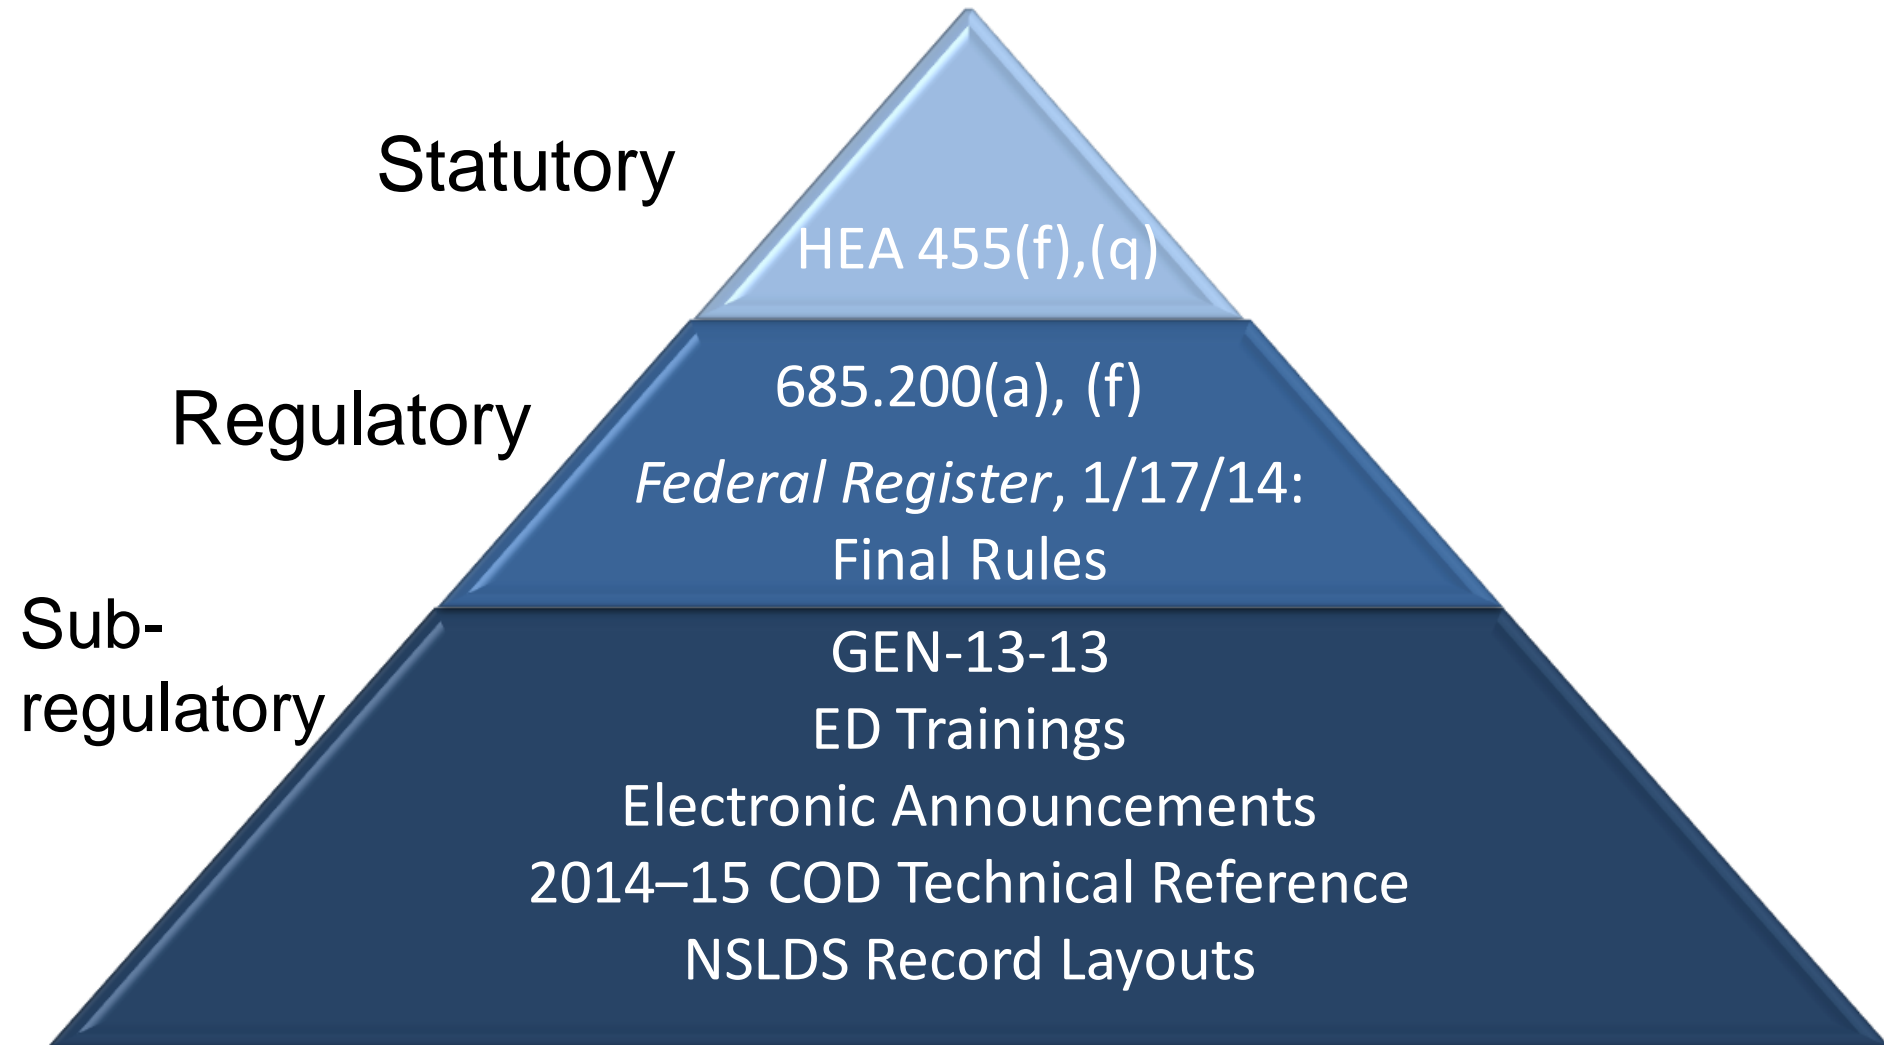 Statutory
HEA 455(f),(q)
Regulatory
685.200(a), (f)
Federal Register, 1/17/14:
Final Rules
Sub-
regulatory
GEN-13-13
ED Trainings
Electronic Announcements
2014–15 COD Technical Reference
NSLDS Record Layouts